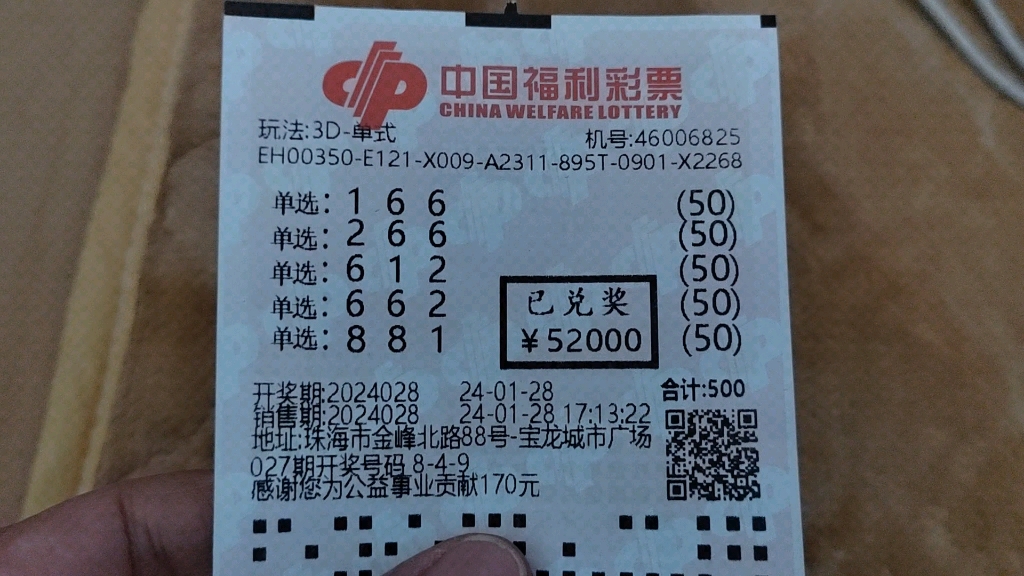 中国福利彩票
CHINA WELFARE LOTTERY
玩法:3D-单式 机号:46006825
EH00350-E121-X009-A2311-895T-0901-X2268
单选: 1 6 6 (50)
单选: 2 6 6 (50)
单选: 6 1 2 (50)
单选: 6 6 2 (50)
单选: 8 8 1 (50)
已兑奖
¥52000
开奖期:2024028 24-01-28 合计:500
销售期:2024028 24-01-28 17:13:22
地址:珠海市金峰北路88号-宝龙城市广场
027期开奖号码 8-4-9
感谢您为公益事业贡献170元